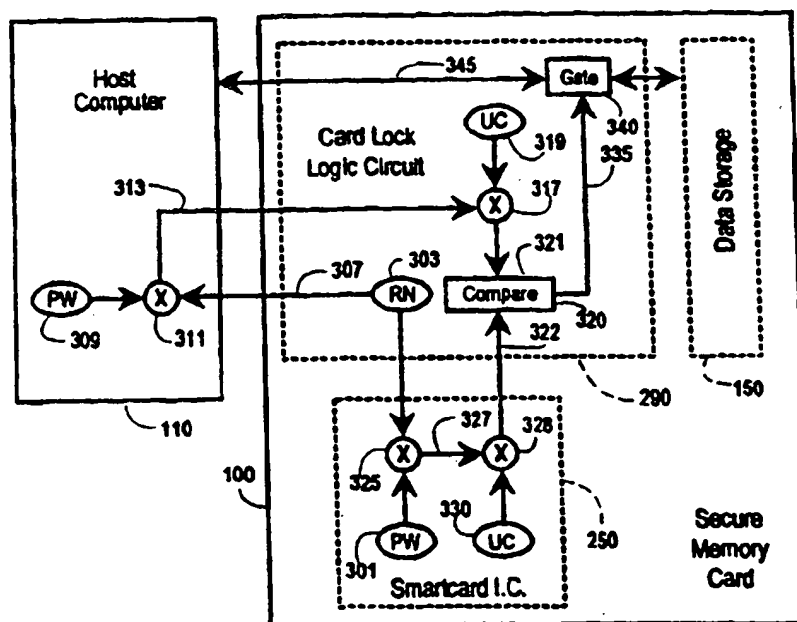 Host
Computer
345
Gate
340
UC
319
335
Card Lock
Logic Circuit
313
X
317
303
321
307
RN
Compare
320
PW
X
309
311
322
Data Storage
290
150
110
327
328
X
X
325
100
330
250
PW
UC
301
Smartcard I.C.
Secure
Memory
Card